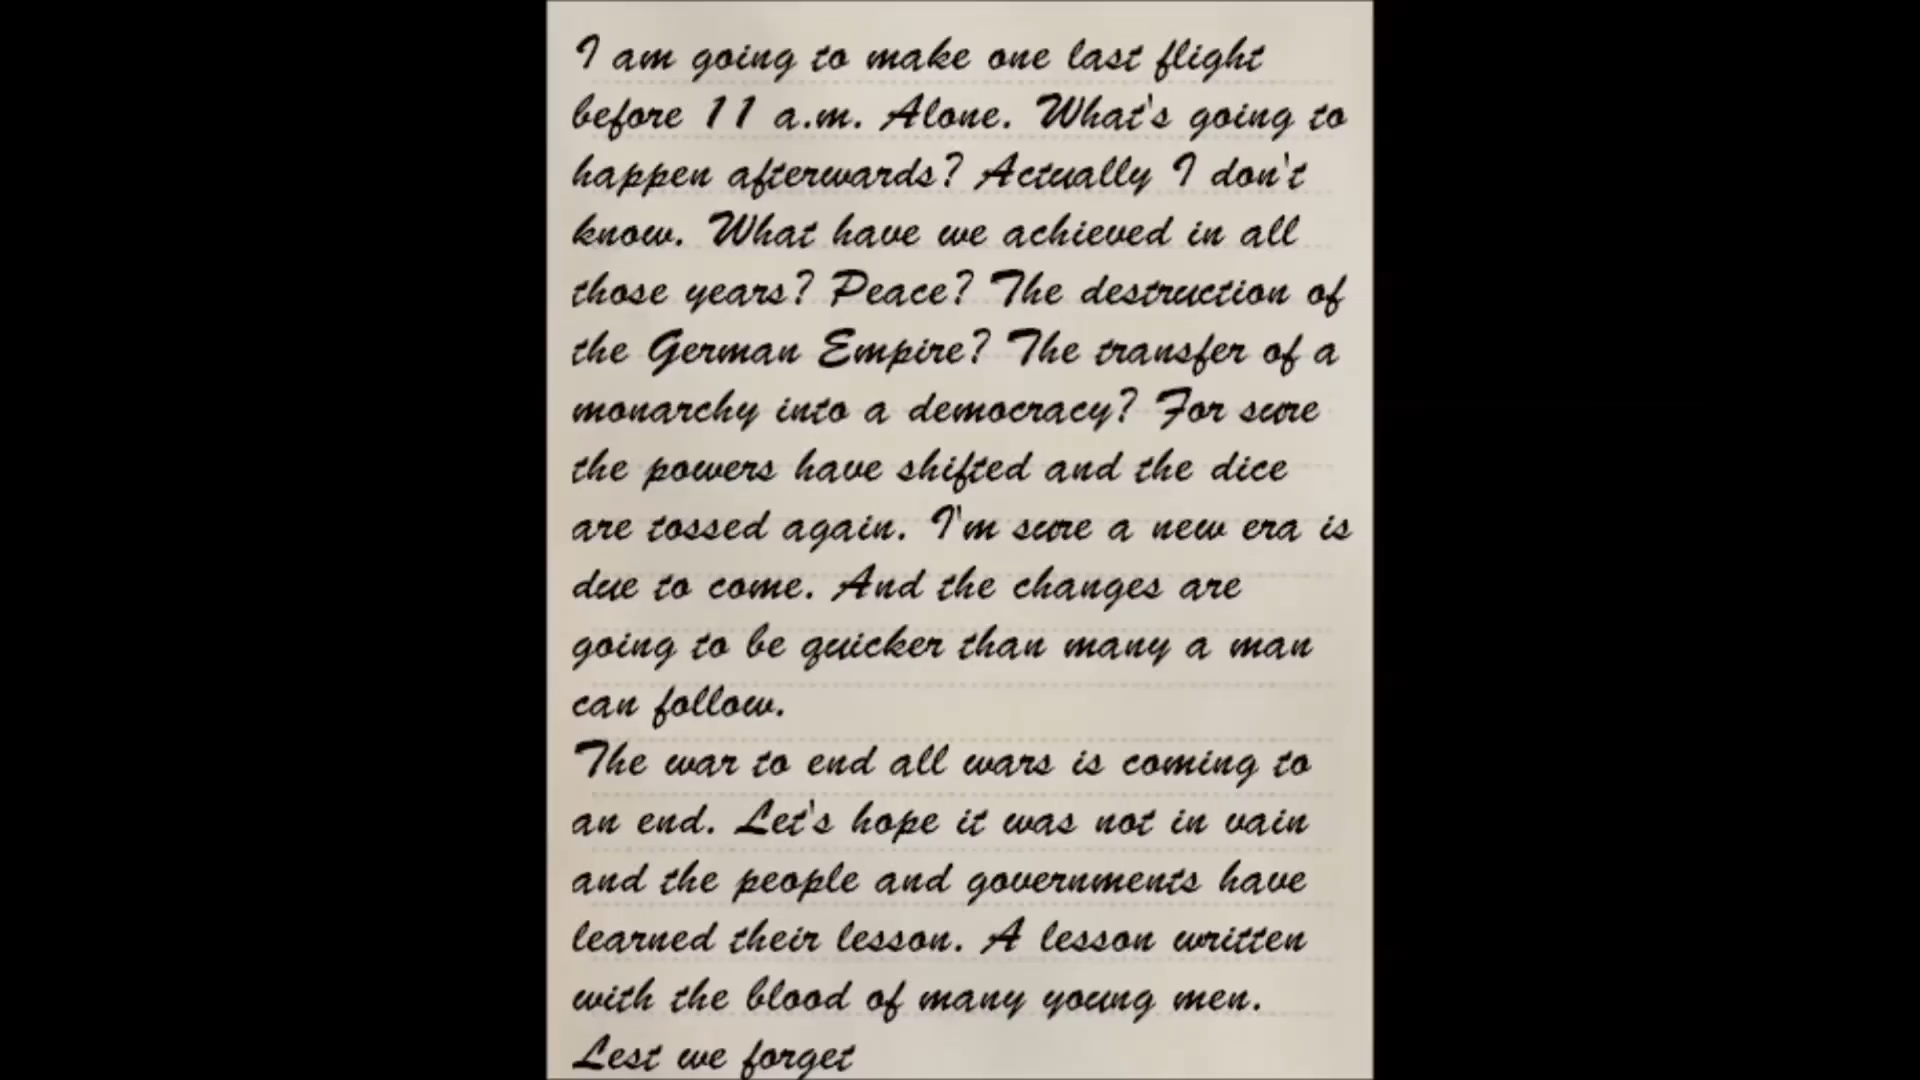 I am going to make one last flight
before 11 a.m. Alone. What's going to
happen afterwards? Actually I don't
know. What have we achieved in all
those years? Peace? The destruction of
the German Empire? The transfer of a
monarchy into a democracy? For sure
the powers have shifted and the dice
are tossed again. I'm sure a new era is
due to come. And the changes are
going to be quicker than many a man
can follow.
The war to end all wars is coming to
an end. Let's hope it was not in vain
and the people and governments have
learned their lesson. A lesson written
with the blood of many young men.
Lest we forget